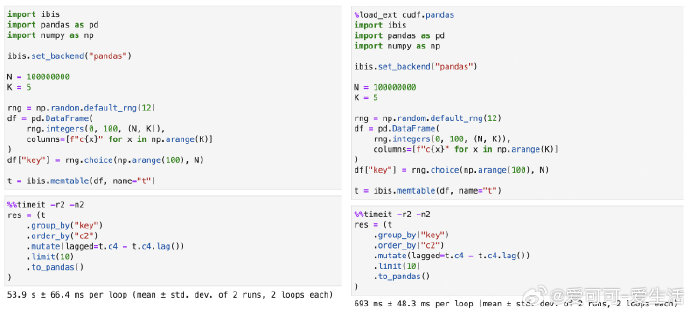 import ibis
import pandas as pd
import numpy as np
ibis.set_backend("pandas")
N = 100000000
K = 5
rng = np.random.default_rng(12)
df = pd.DataFrame(
rng.integers(0, 100, (N, K)),
columns=[f"c{x}" for x in np.arange(K)]
)
df["key"] = rng.choice(np.arange(100), N)
t = ibis.memtable(df, name="t")
%%timeit -r2 -n2
res = (t
.group_by("key")
.order_by("c2")
.mutate(lagged=t.c4 - t.c4.lag())
.limit(10)
.to_pandas()
)
53.9 s ± 66.4 ms per loop (mean ± std. dev. of 2 runs, 2 loops each)
%load_ext cudf.pandas
import ibis
import pandas as pd
import numpy as np
ibis.set_backend("pandas")
N = 100000000
K = 5
rng = np.random.default_rng(12)
df = pd.DataFrame(
rng.integers(0, 100, (N, K)),
columns=[f"c{x}" for x in np.arange(K)]
)
df["key"] = rng.choice(np.arange(100), N)
t = ibis.memtable(df, name="t")
%%timeit -r2 -n2
res = (t
.group_by("key")
.order_by("c2")
.mutate(lagged=t.c4 - t.c4.lag())
.limit(10)
.to_pandas()
)
693 ms ± 48.3 ms per loop (mean ± std. dev. of 2 runs, 2 loops each)
@爱可可-爱生活